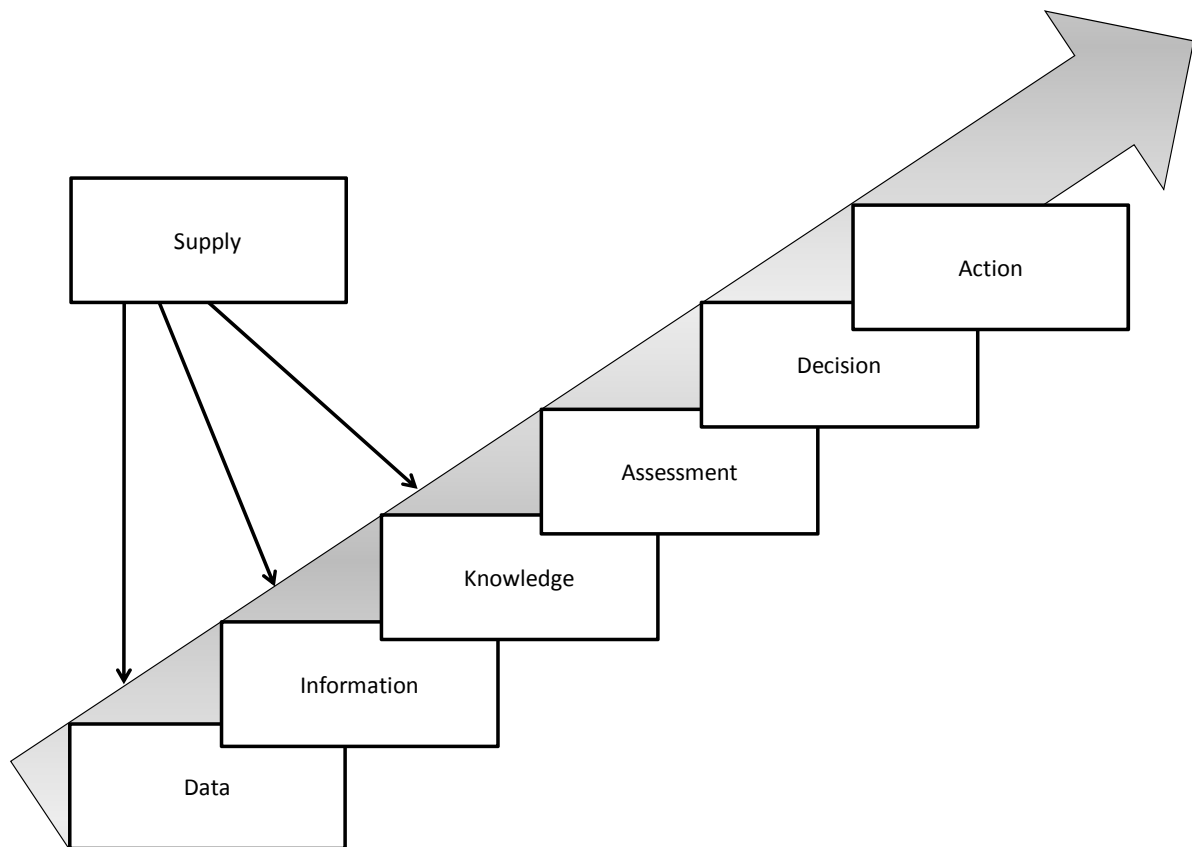 Supply
Action
Decision
Assessment
Knowledge
Information
Data